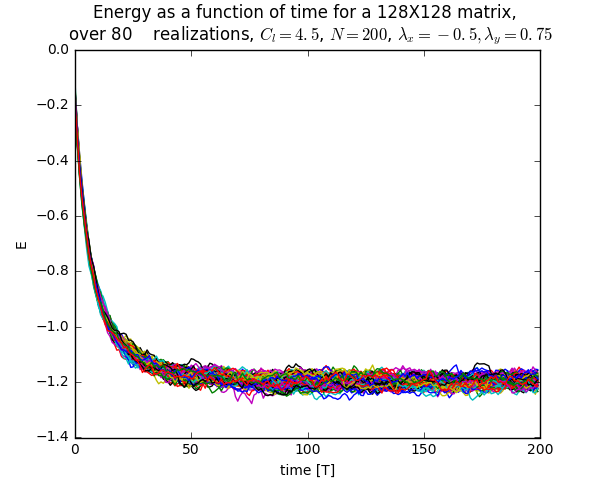 Energy as a function of time for a 128X128 matrix,
over 80 realizations, $C_l = 4.5$, $N = 200$, $\lambda_x = -0.5, \lambda_y = 0.75$
0.0
−0.2
−0.4
−0.6
−0.8
−1.0
−1.2
−1.4
E
0 50 100 150 200
time [T]